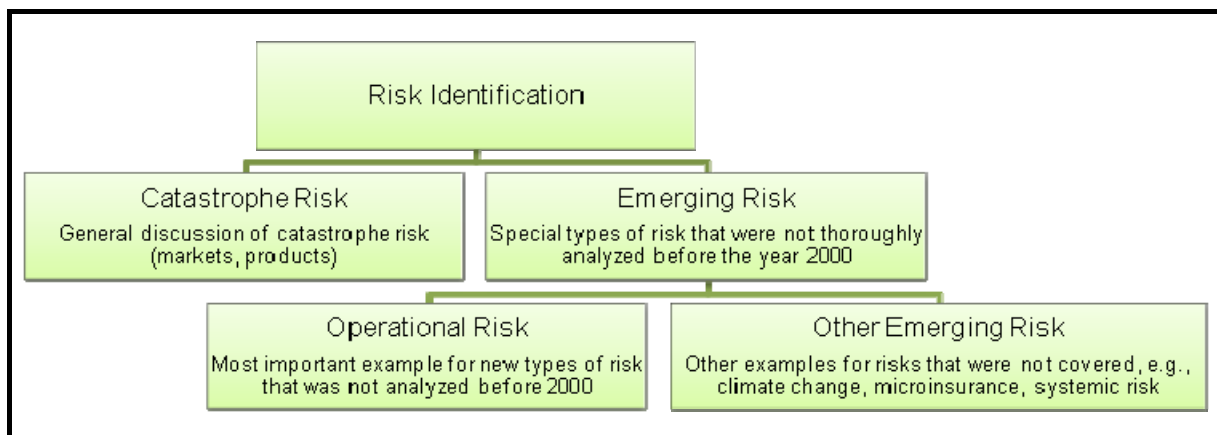 Risk Identification
Catastrophe Risk
General discussion of catastrophe risk
(markets, products)
Emerging Risk
Special types of risk that were not thoroughly
analyzed before the year 2000
Operational Risk
Most important example for new types of risk
that was not analyzed before 2000
Other Emerging Risk
Other examples for risks that were not covered, e.g.,
climate change, microinsurance, systemic risk